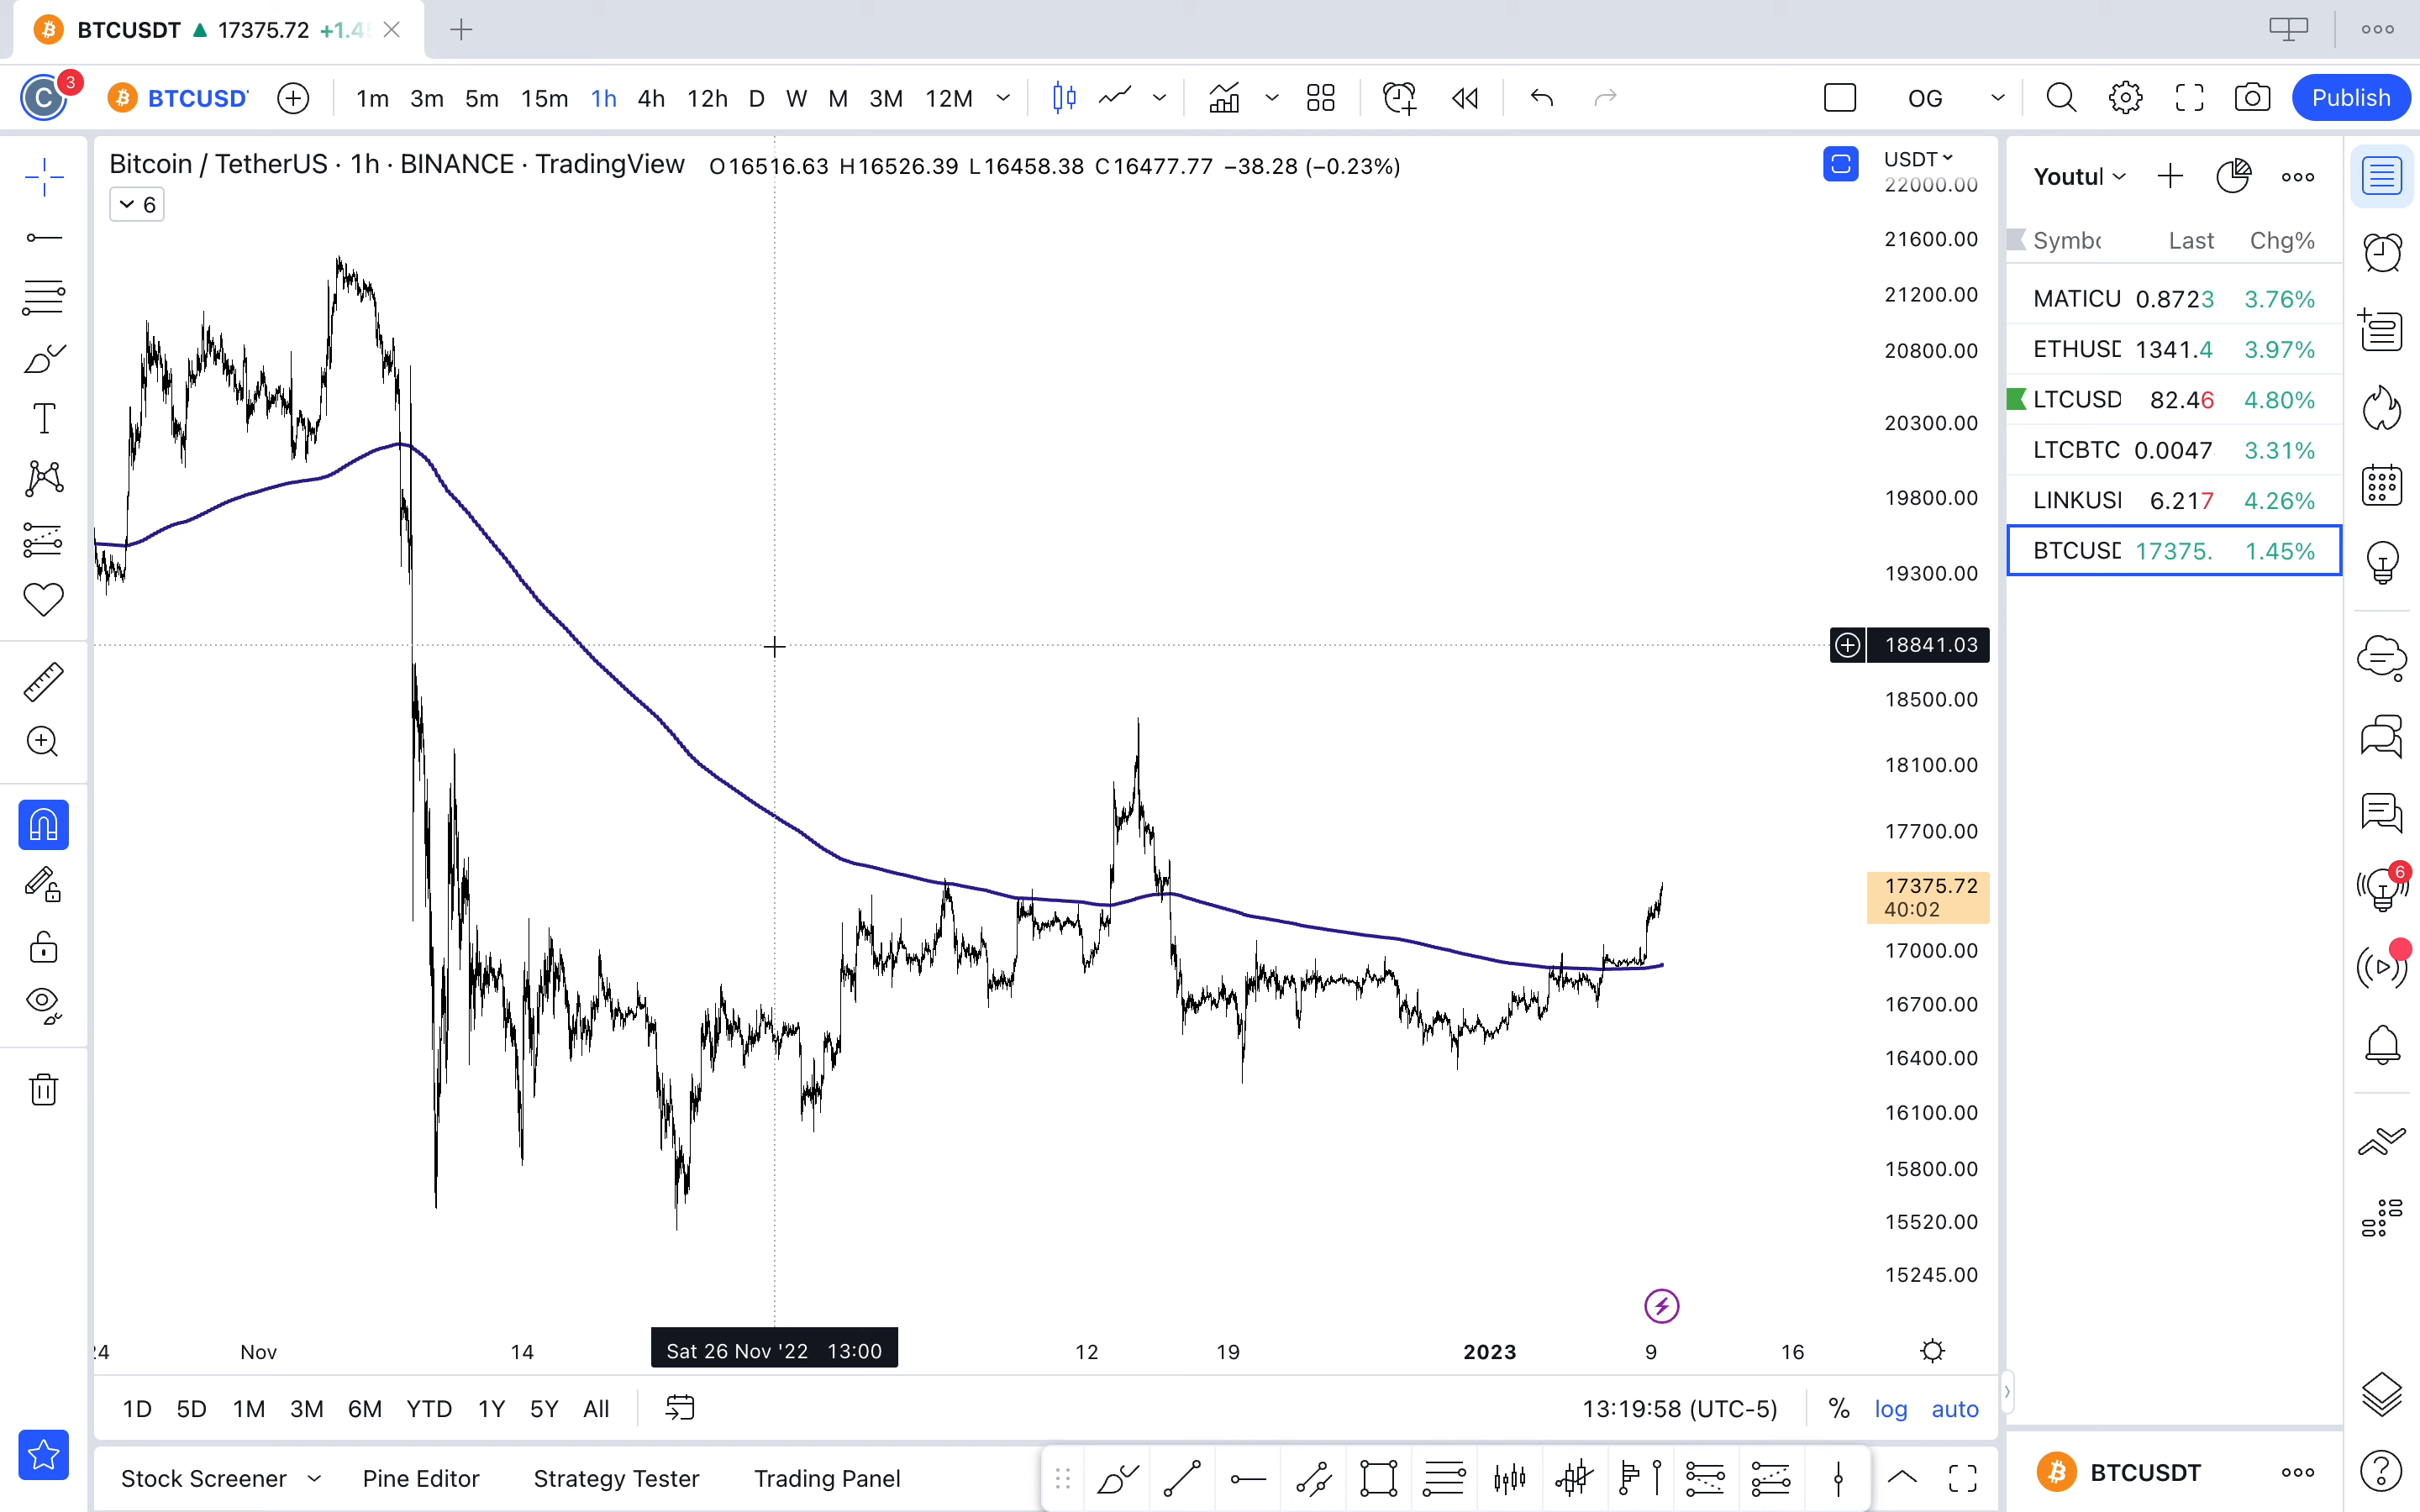 BTCUSDT ▲ 17375.72 +1.4
C 3 BTCUSD 1m 3m 5m 15m 1h 4h 12h D W M 3M 12M OG Publish
Bitcoin / TetherUS · 1h · BINANCE · TradingView O16516.63 H16526.39 L16458.38 C16477.77 −38.28 (−0.23%)
6
USDT
22000.00
21600.00
21200.00
20800.00
20300.00
19800.00
19300.00
18841.03
18500.00
18100.00
17700.00
17375.72
40:02
17000.00
16700.00
16400.00
16100.00
15800.00
15520.00
15245.00
24 Nov 14 Sat 26 Nov '22 13:00 12 19 2023 9 16
1D 5D 1M 3M 6M YTD 1Y 5Y All 13:19:58 (UTC-5) % log auto
Stock Screener Pine Editor Strategy Tester Trading Panel
Youtul
Symbo Last Chg%
MATICU 0.8723 3.76%
ETHUSD 1341.4 3.97%
LTCUSD 82.46 4.80%
LTCBTC 0.0047 3.31%
LINKUSI 6.217 4.26%
BTCUSD 17375. 1.45%
6
BTCUSDT